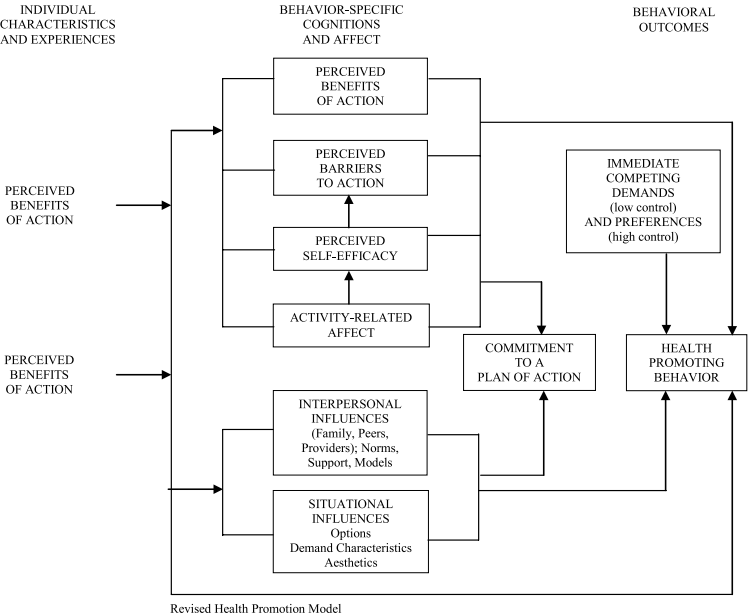 INDIVIDUAL
CHARACTERISTICS
AND EXPERIENCES
BEHAVIOR-SPECIFIC
COGNITIONS
AND AFFECT
BEHAVIORAL
OUTCOMES
PERCEIVED
BENEFITS
OF ACTION
PERCEIVED
BENEFITS
OF ACTION
PERCEIVED
BENEFITS
OF ACTION
PERCEIVED
BARRIERS
TO ACTION
PERCEIVED
SELF-EFFICACY
ACTIVITY-RELATED
AFFECT
INTERPERSONAL
INFLUENCES
(Family, Peers,
Providers); Norms,
Support, Models
SITUATIONAL
INFLUENCES
Options
Demand Characteristics
Aesthetics
COMMITMENT
TO A
PLAN OF ACTION
IMMEDIATE
COMPETING
DEMANDS
(low control)
AND PREFERENCES
(high control)
HEALTH
PROMOTING
BEHAVIOR
Revised Health Promotion Model